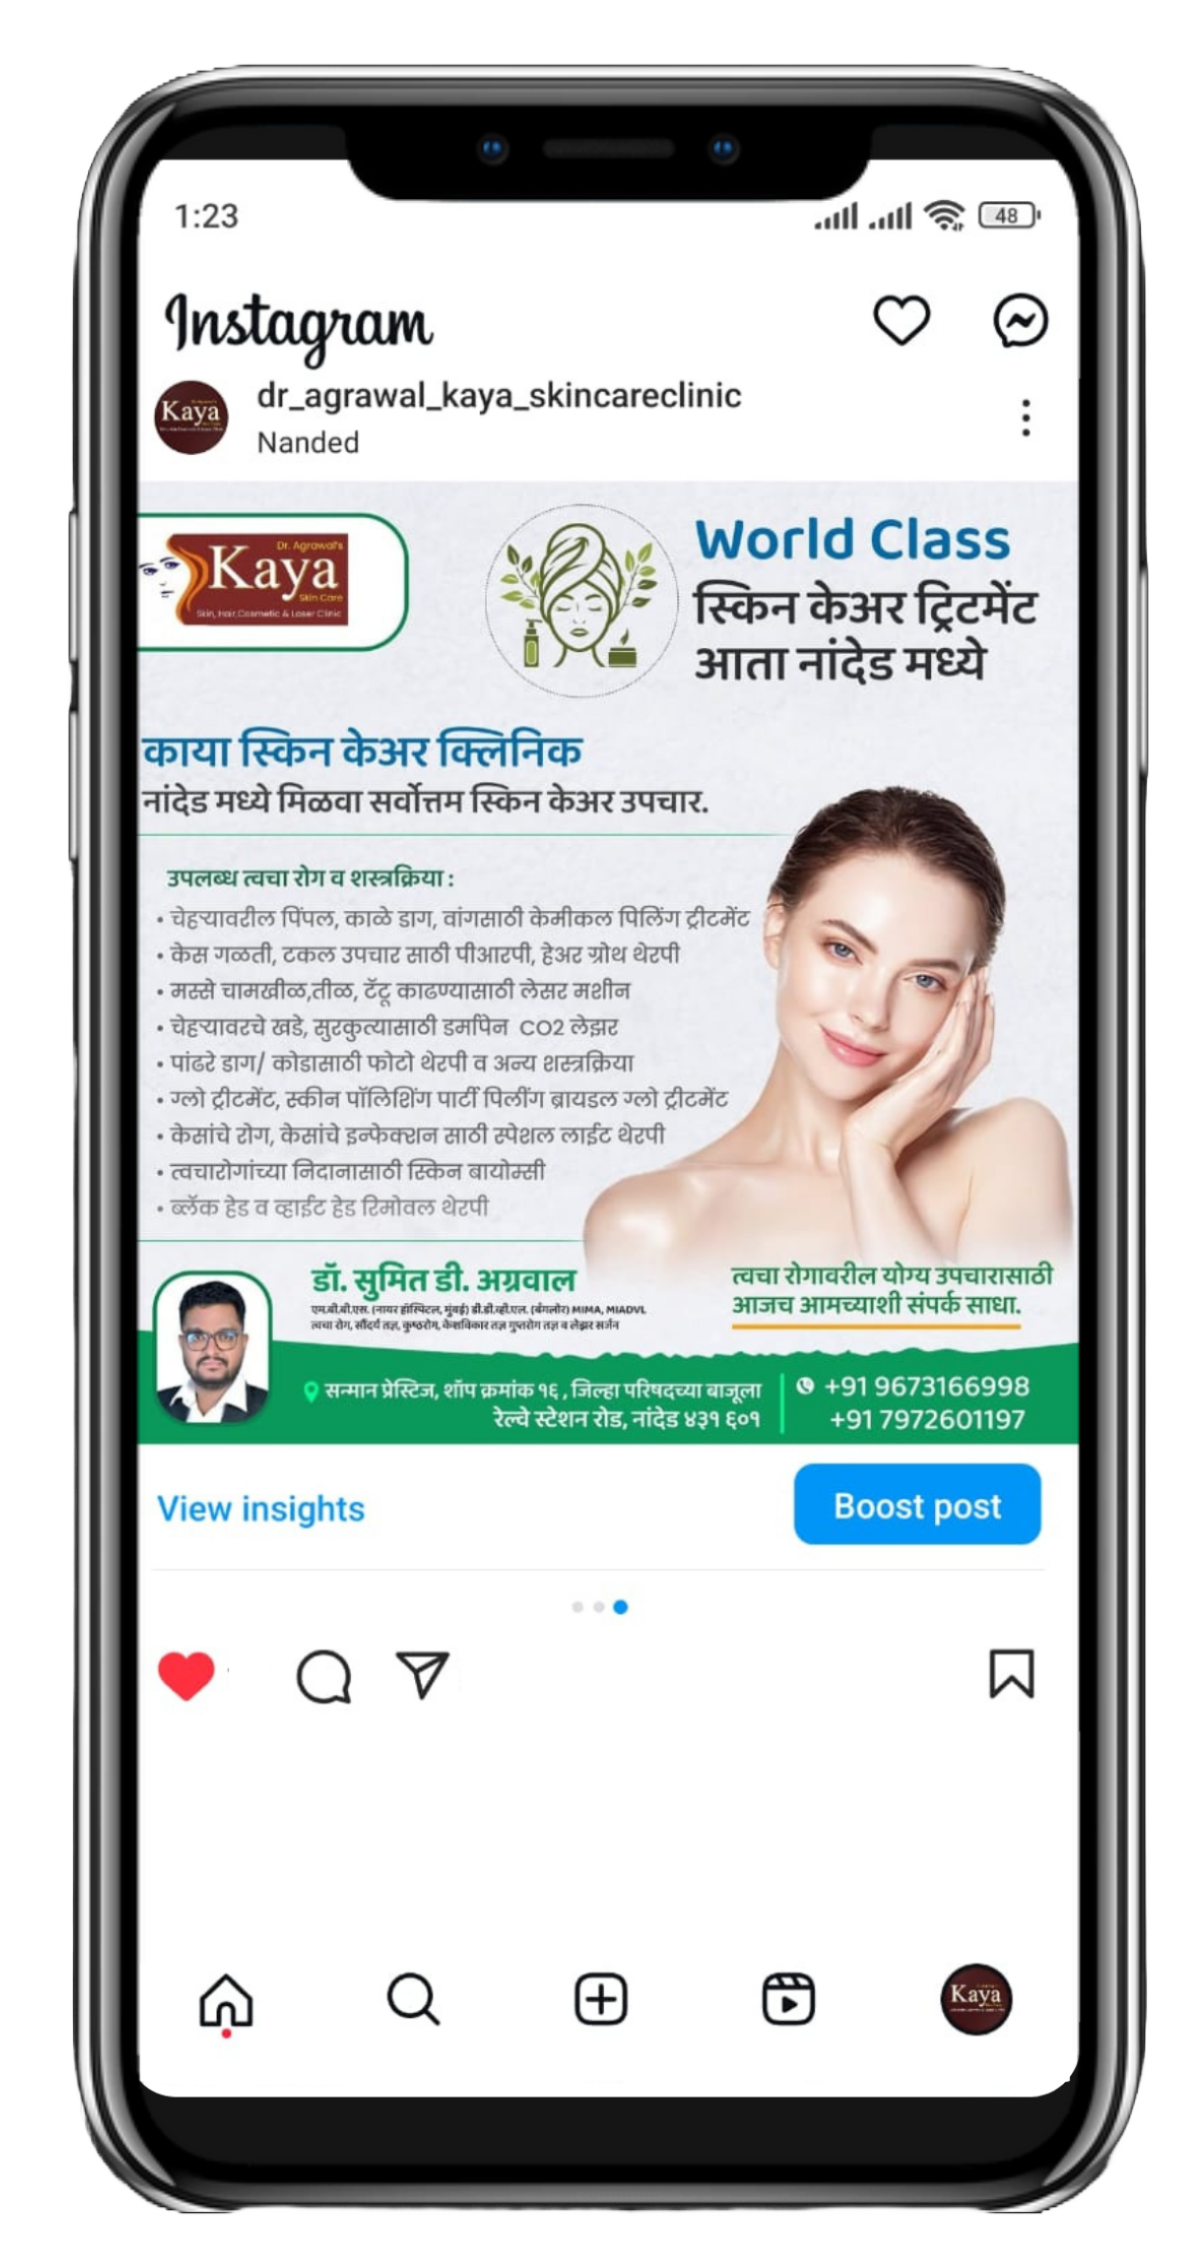 1:23
48
Instagram
dr_agrawal_kaya_skincareclinic
Kaya
Nanded
Dr. Agrawal's
Kaya
Skin Care
Skin, Hair, Cosmetic & Laser Clinic
World Class
स्किन केअर ट्रिटमेंट
आता नांदेड मध्ये
काया स्किन केअर क्लिनिक
नांदेड मध्ये मिळवा सर्वोत्तम स्किन केअर उपचार.
उपलब्ध त्वचा रोग व शस्त्रक्रिया :
• चेहऱ्यावरील पिंपल, काळे डाग, वांगसाठी केमीकल पिलिंग ट्रीटमेंट
• केस गळती, टकल उपचार साठी पीआरपी, हेअर ग्रोथ थेरपी
• मस्से चामखीळ,तीळ, टॅटू काढण्यासाठी लेसर मशीन
• चेहऱ्यावरचे खडे, सुरकुत्यासाठी डर्मापेन CO2 लेझर
• पांढरे डाग/ कोडासाठी फोटो थेरपी व अन्य शस्त्रक्रिया
• ग्लो ट्रीटमेंट, स्कीन पॉलिशिंग पार्टी पिलींग ब्रायडल ग्लो ट्रीटमेंट
• केसांचे रोग, केसांचे इन्फेक्शन साठी स्पेशल लाईट थेरपी
• त्वचारोगांच्या निदानासाठी स्किन बायोप्सी
• ब्लॅक हेड व व्हाईट हेड रिमोवल थेरपी
डॉ. सुमित डी. अग्रवाल
एम.बी.बी.एस. (नायर हॉस्पिटल, मुंबई) डी.डी.व्ही.एल. (बेंगलोर) MIMA, MIADVL
त्वचा रोग, सौंदर्य तज्ञ, कुष्ठरोग, केशविकार तज्ञ गुप्तरोग तज्ञ व लेझर सर्जन
त्वचा रोगावरील योग्य उपचारासाठी
आजच आमच्याशी संपर्क साधा.
सन्मान प्रेस्टिज, शॉप क्रमांक १६ , जिल्हा परिषदच्या बाजूला
रेल्वे स्टेशन रोड, नांदेड ४३१ ६०१
+91 9673166998
+91 7972601197
View insights
Boost post
Kaya